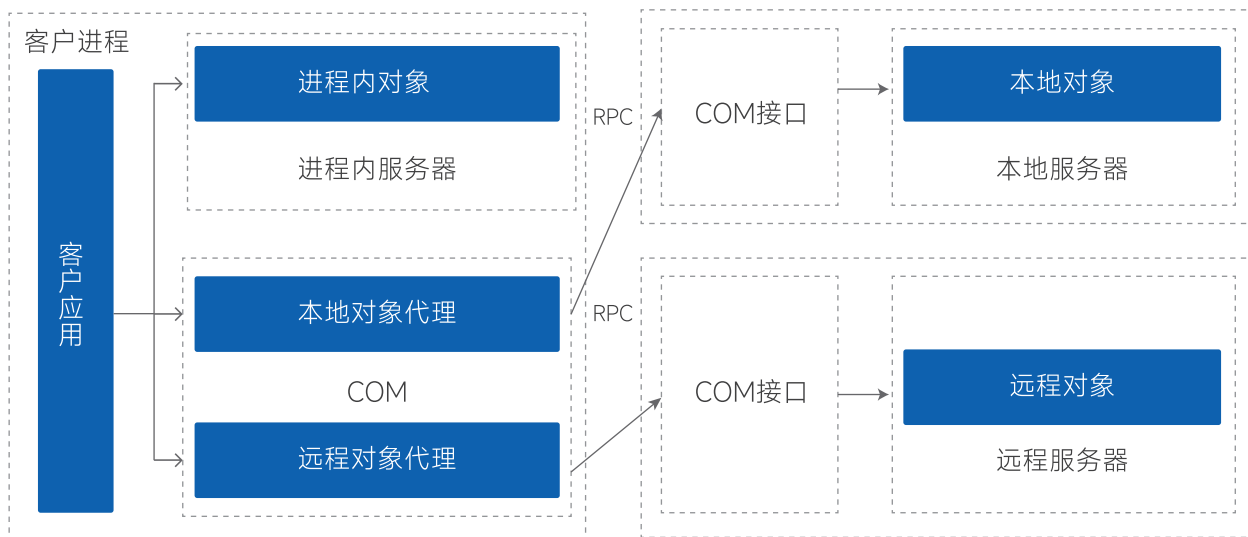 客户进程
客户应用
进程内对象
进程内服务器
本地对象代理
COM
远程对象代理
RPC
RPC
COM接口
本地对象
本地服务器
COM接口
远程对象
远程服务器